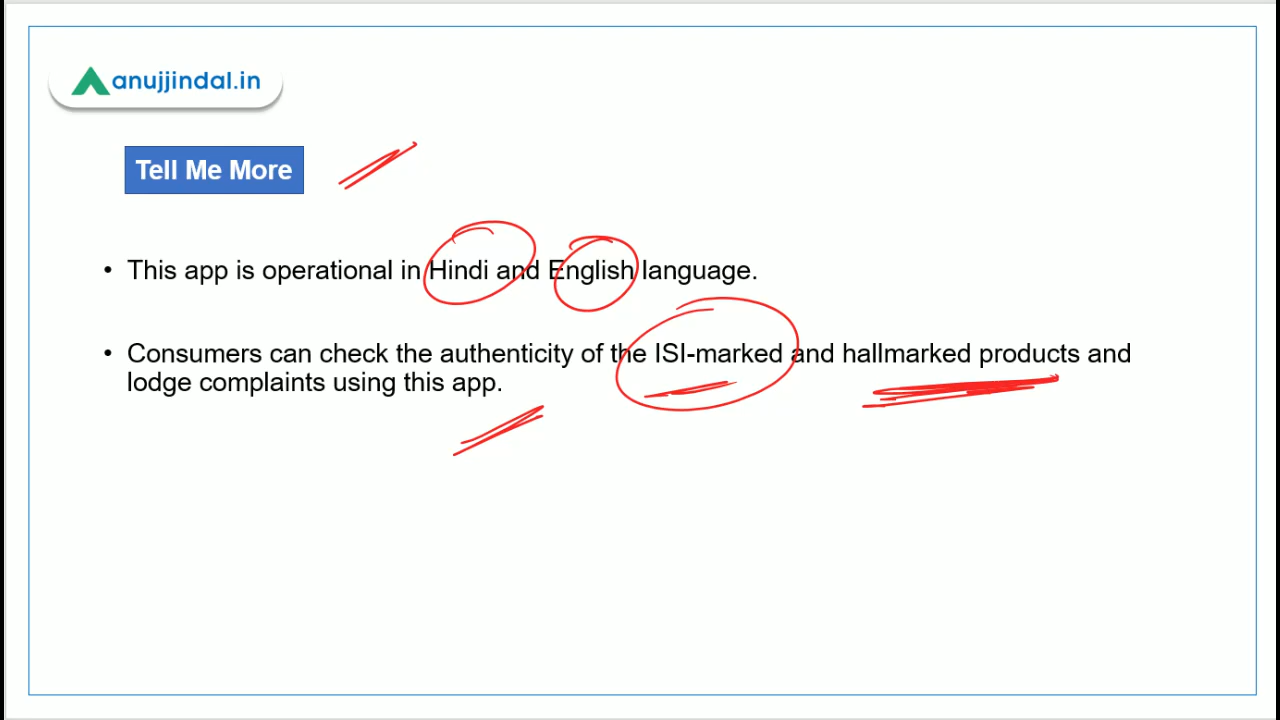 anujjindal.in
Tell Me More
• This app is operational in Hindi and English language.
• Consumers can check the authenticity of the ISI-marked and hallmarked products and
lodge complaints using this app.